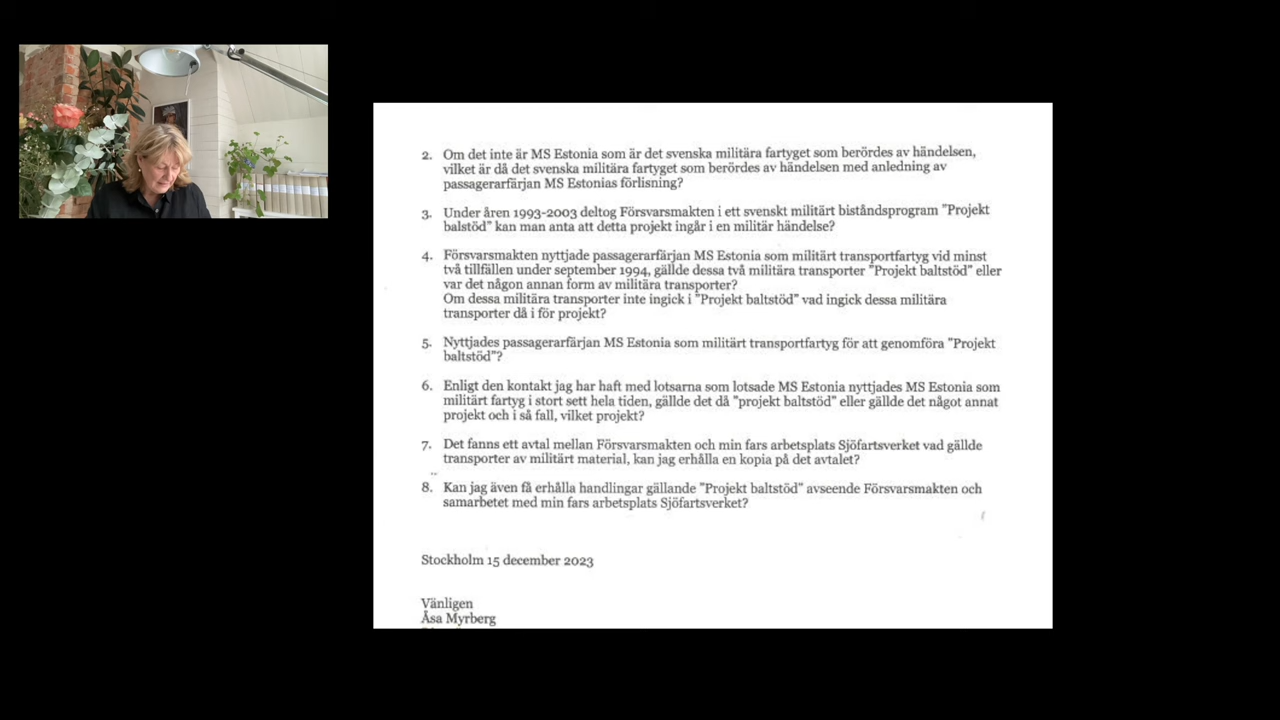 2. Om det inte är MS Estonia som är det svenska militära fartyget som berördes av händelsen,
vilket är då det svenska militära fartyget som berördes av händelsen med anledning av
passagerarfärjan MS Estonias förlisning?
3. Under åren 1993-2003 deltog Försvarsmakten i ett svenskt militärt biståndsprogram ”Projekt
balstöd” kan man anta att detta projekt ingår i en militär händelse?
4. Försvarsmakten nyttjade passagerarfärjan MS Estonia som militärt transportfartyg vid minst
två tillfällen under september 1994, gällde dessa två militära transporter ”Projekt baltstöd” eller
var det någon annan form av militära transporter?
Om dessa militära transporter inte ingick i ”Projekt baltstöd” vad ingick dessa militära
transporter då i för projekt?
5. Nyttjades passagerarfärjan MS Estonia som militärt transportfartyg för att genomföra ”Projekt
baltstöd”?
6. Enligt den kontakt jag har haft med lotsarna som lotsade MS Estonia nyttjades MS Estonia som
militärt fartyg i stort sett hela tiden, gällde det då ”projekt baltstöd” eller gällde det något annat
projekt och i så fall, vilket projekt?
7. Det fanns ett avtal mellan Försvarsmakten och min fars arbetsplats Sjöfartsverket vad gällde
transporter av militärt material, kan jag erhålla en kopia på det avtalet?
8. Kan jag även få erhålla handlingar gällande ”Projekt baltstöd” avseende Försvarsmakten och
samarbetet med min fars arbetsplats Sjöfartsverket?
Stockholm 15 december 2023
Vänligen
Åsa Myrberg